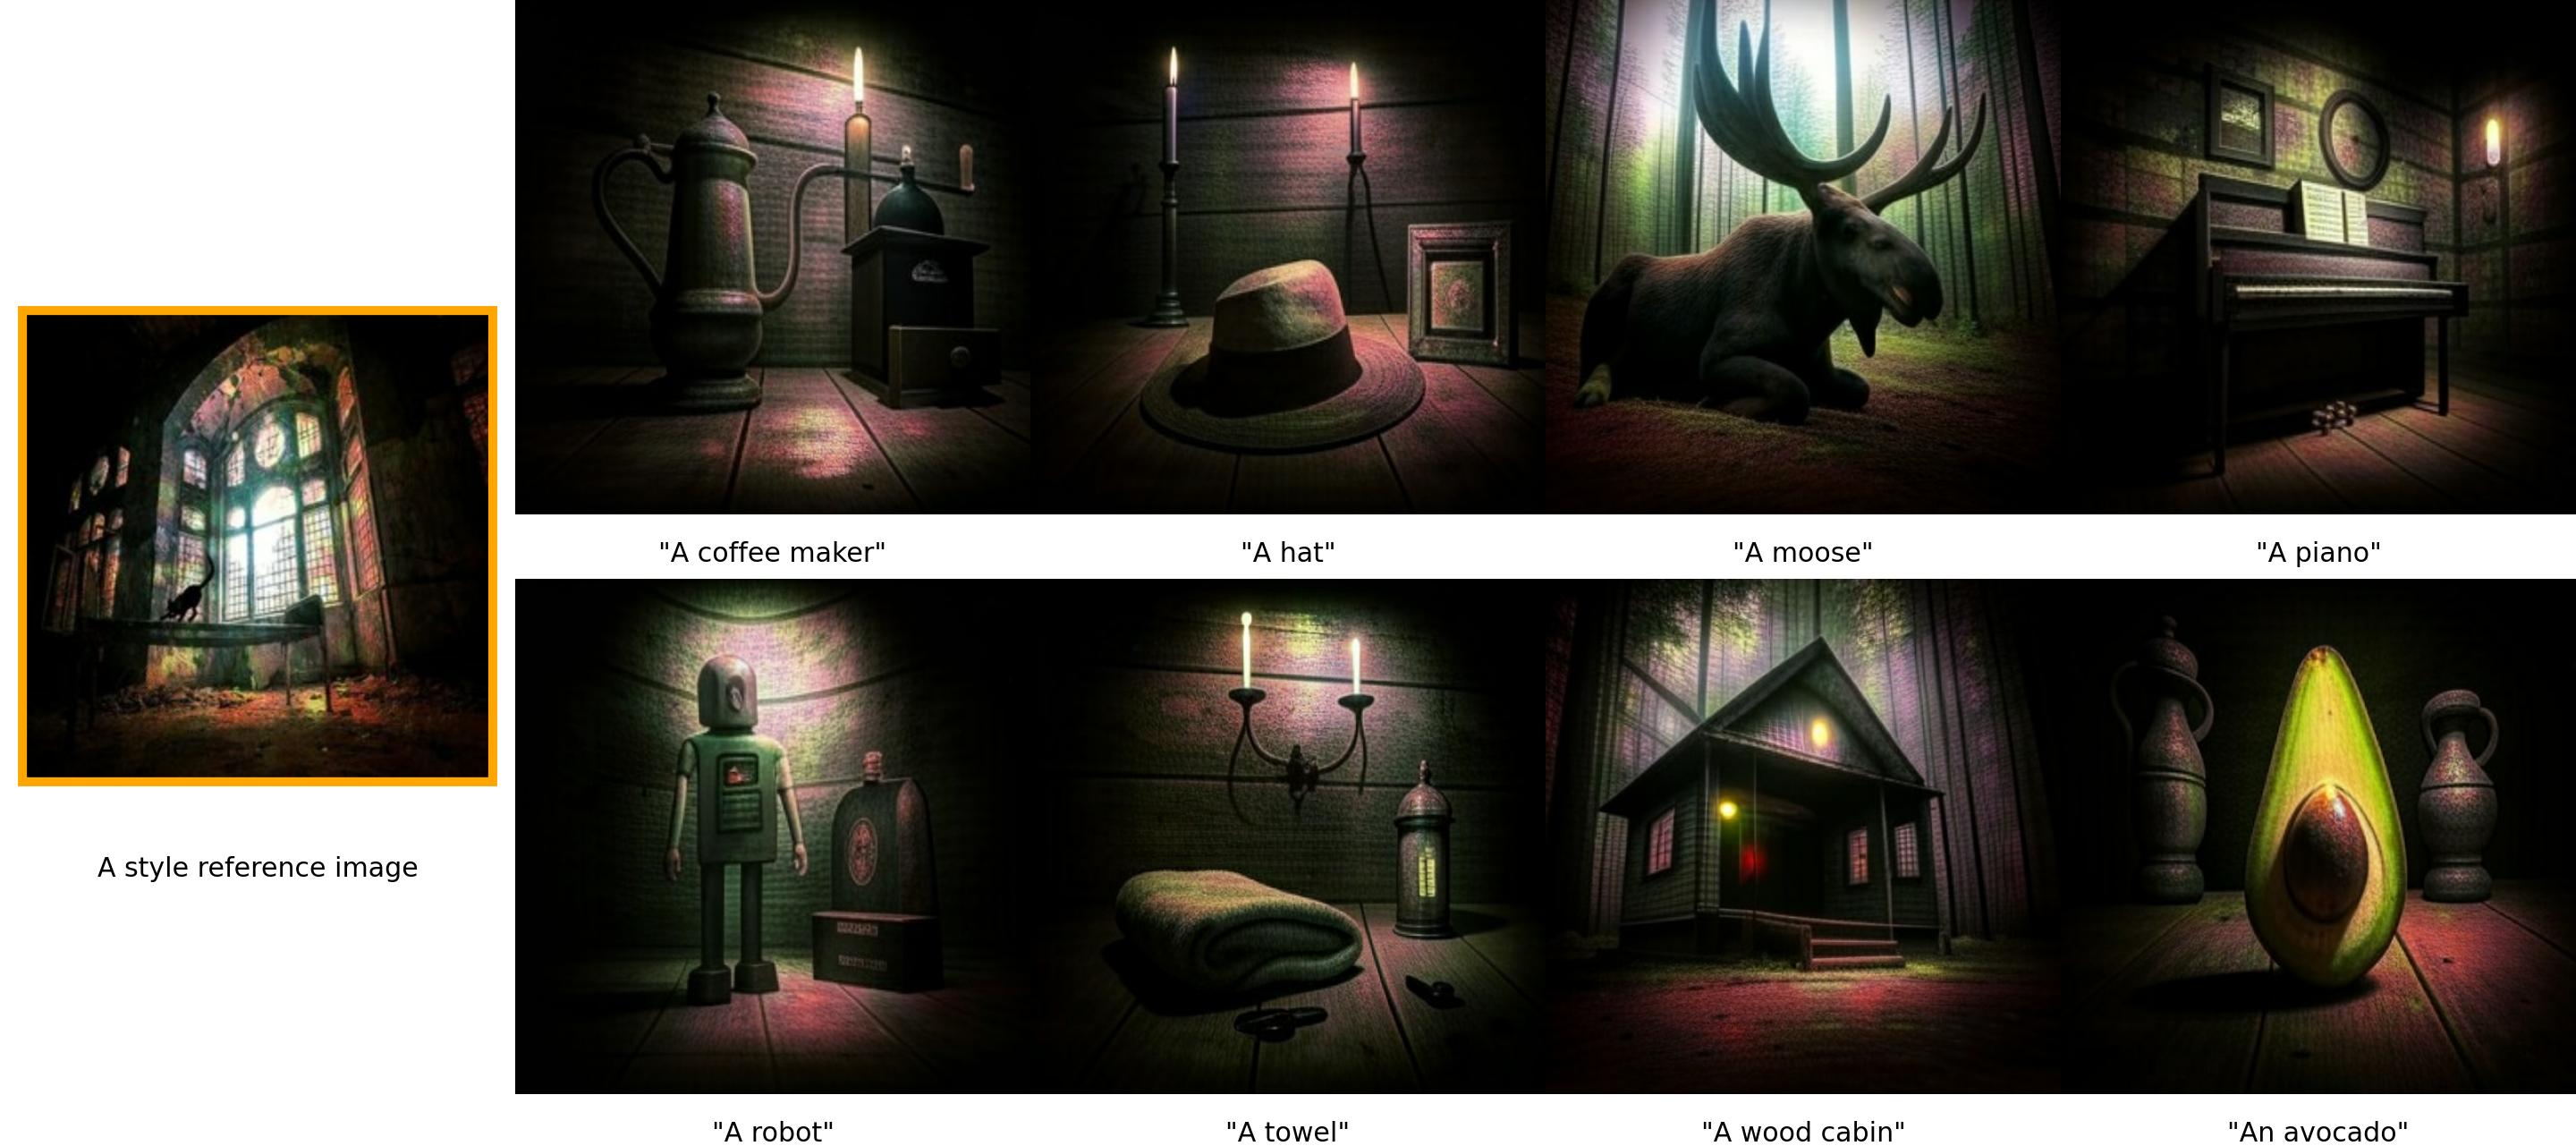 "A coffee maker"
"A hat"
"A moose"
"A piano"
A style reference image
"A robot"
"A towel"
"A wood cabin"
"An avocado"